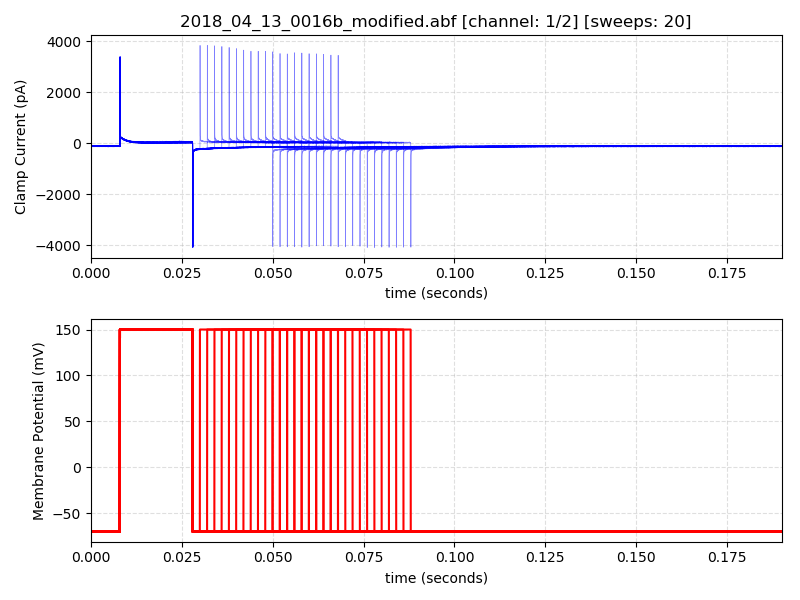 2018_04_13_0016b_modified.abf [channel: 1/2] [sweeps: 20]
Clamp Current (pA)
4000
2000
0
−2000
−4000
0.000 0.025 0.050 0.075 0.100 0.125 0.150 0.175
time (seconds)
Membrane Potential (mV)
150
100
50
0
−50
0.000 0.025 0.050 0.075 0.100 0.125 0.150 0.175
time (seconds)